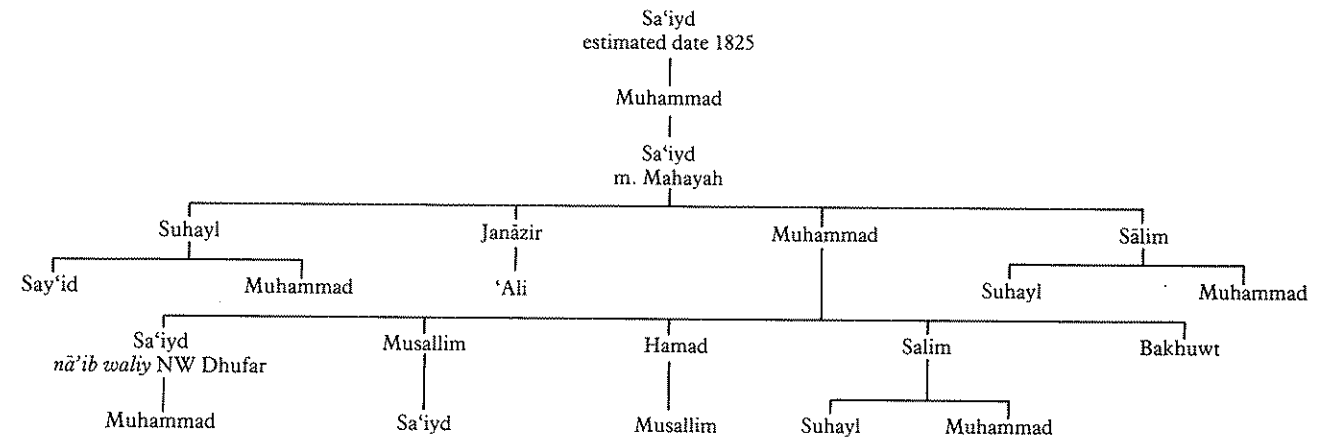 Sa‘iyd
estimated date 1825
Muhammad
Sa‘iyd
m. Mahayah
Suhayl Janāzir Muhammad Sālim
Say‘id Muhammad ‘Ali Suhayl Muhammad
Sa‘iyd Musallim Hamad Salim Bakhuwt
nā’ib waliy NW Dhufar
Muhammad Sa‘iyd Musallim Suhayl Muhammad